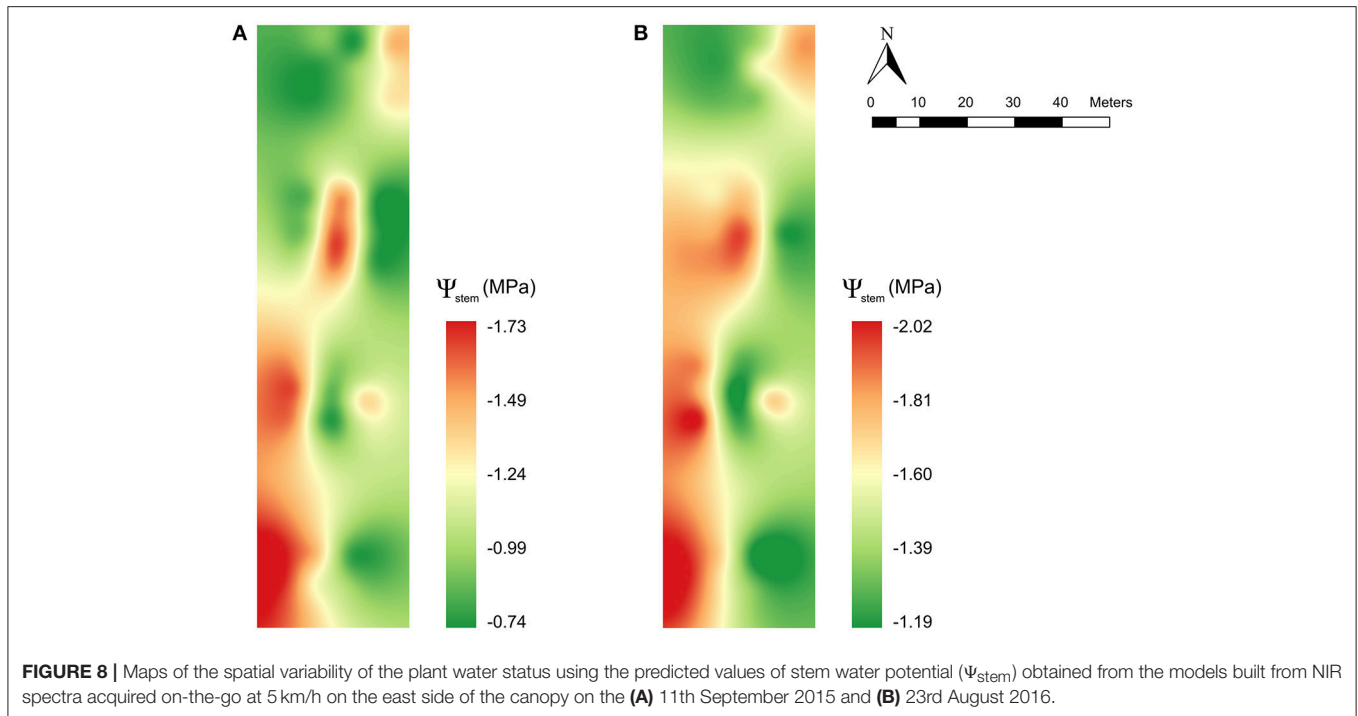 A
B
N
0 10 20 30 40 Meters
Ψstem (MPa)
-1.73
-1.49
-1.24
-0.99
-0.74
Ψstem (MPa)
-2.02
-1.81
-1.60
-1.39
-1.19
FIGURE 8 | Maps of the spatial variability of the plant water status using the predicted values of stem water potential (Ψstem) obtained from the models built from NIR
spectra acquired on-the-go at 5 km/h on the east side of the canopy on the (A) 11th September 2015 and (B) 23rd August 2016.